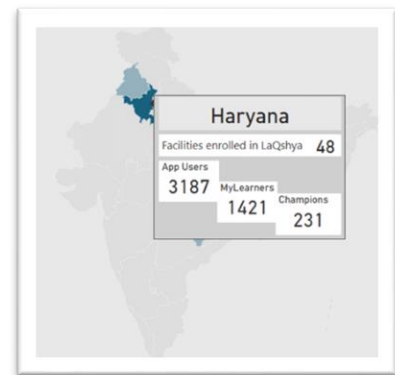 Haryana
Facilities enrolled in LaQshya 48
App Users
3187
MyLearners
1421
Champions
231